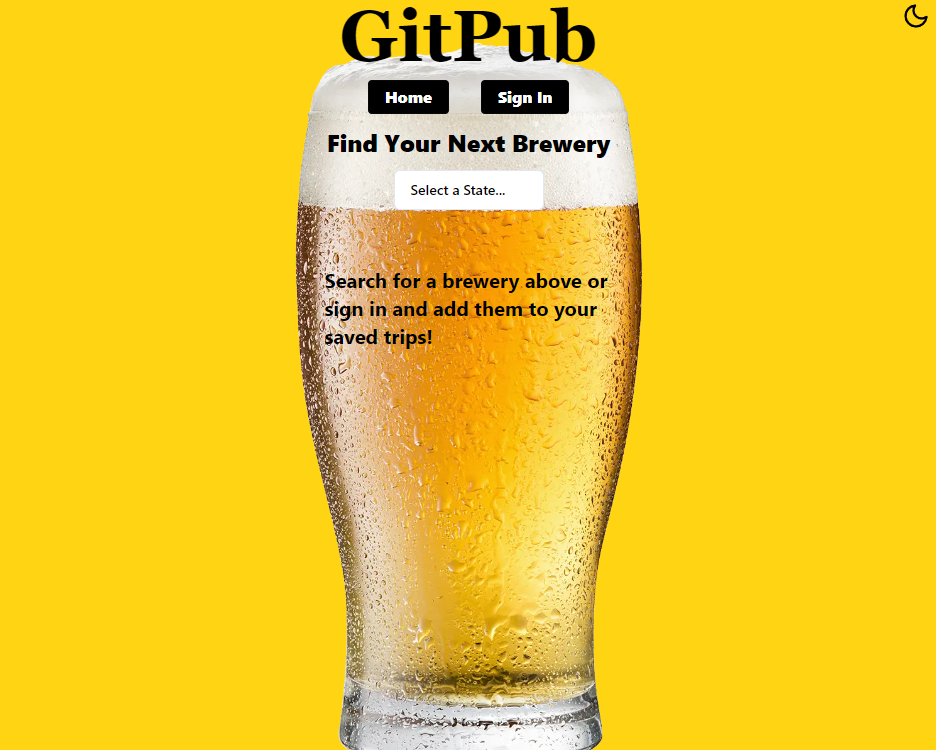 GitPub
Home Sign In
Find Your Next Brewery
Select a State...
Search for a brewery above or
sign in and add them to your
saved trips!